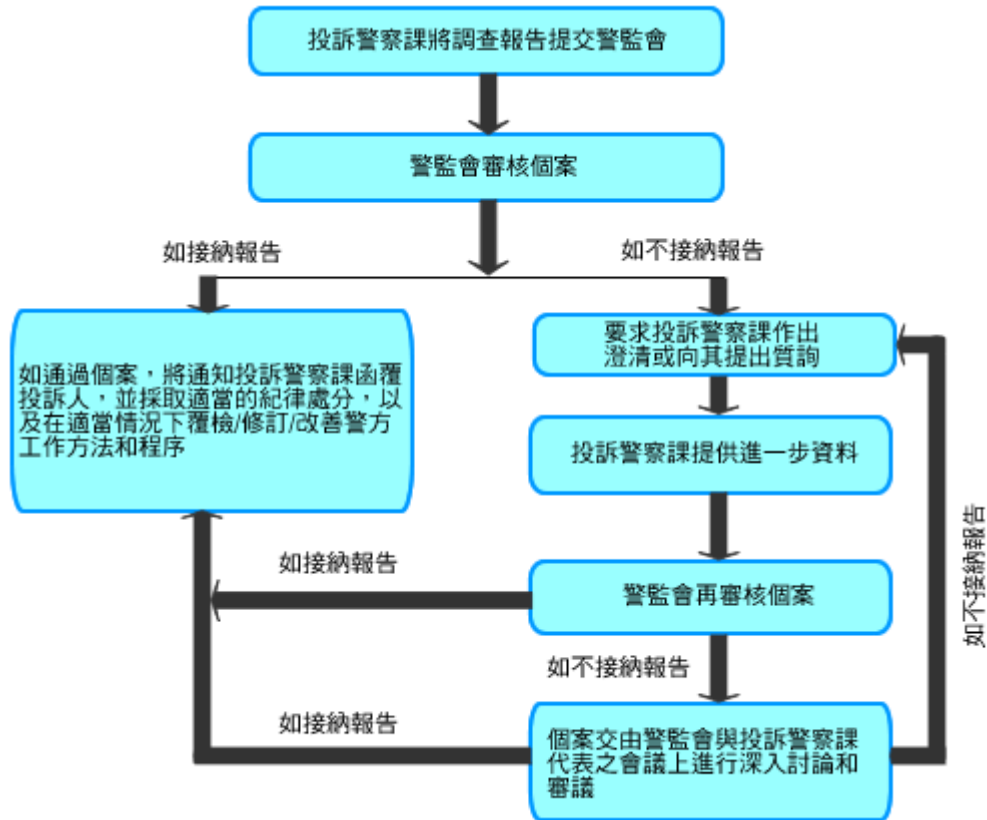 投訴警察課將調查報告提交警監會
警監會審核個案
如接納報告
如不接納報告
如通過個案，將通知投訴警察課函覆
投訴人，並採取適當的紀律處分，以
及在適當情況下覆檢/修訂/改善警方
工作方法和程序
要求投訴警察課作出
澄清或向其提出質詢
投訴警察課提供進一步資料
如接納報告
警監會再審核個案
如不接納報告
如不接納報告
如接納報告
個案交由警監會與投訴警察課
代表之會議上進行深入討論和
審議